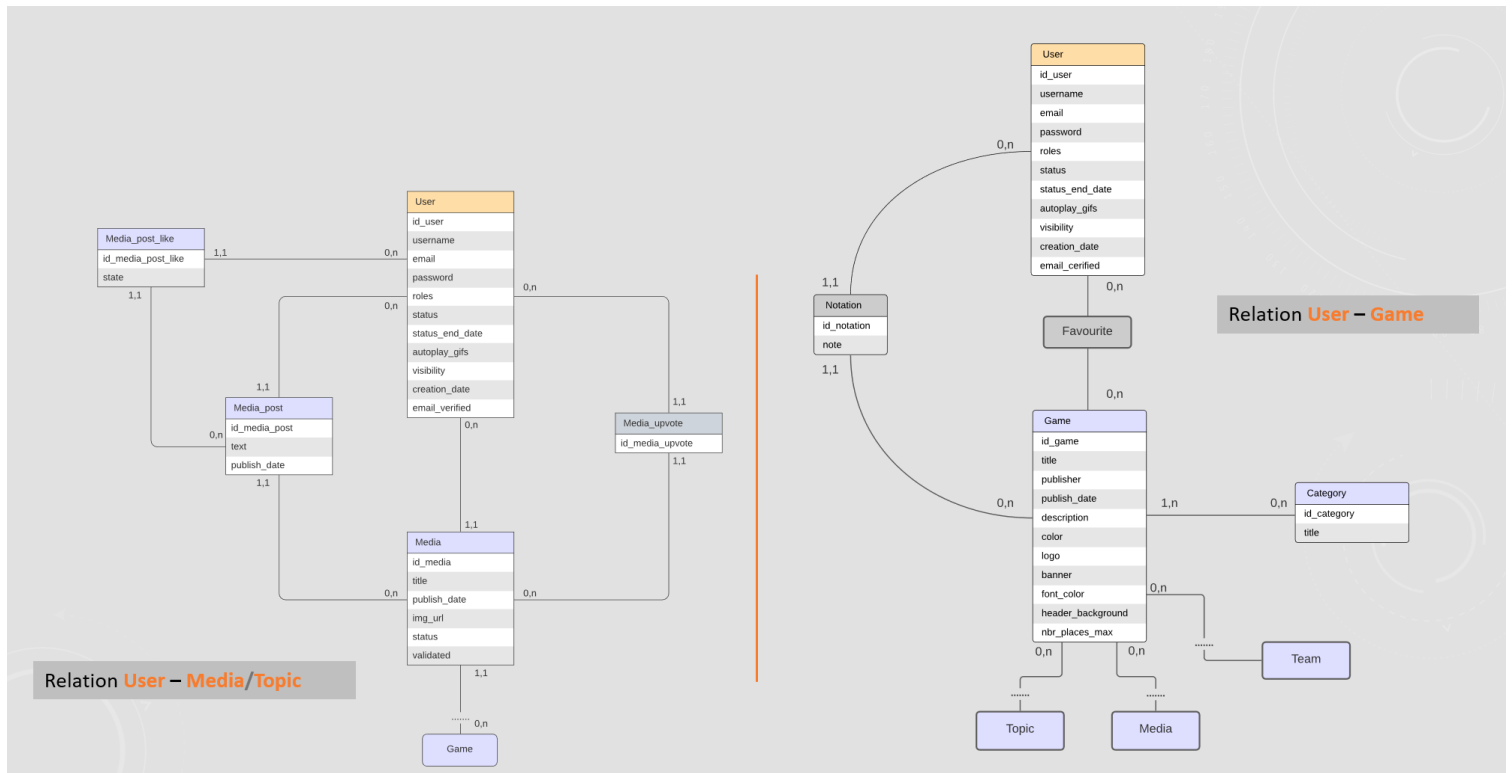 Media_post_like
id_media_post_like
state
1,1
1,1
0,n
User
id_user
username
email
password
roles
status
status_end_date
autoplay_gifs
visibility
creation_date
email_verified
0,n
0,n
0,n
1,1
Media_post
id_media_post
text
publish_date
0,n
1,1
1,1
Media_upvote
id_media_upvote
1,1
1,1
Media
id_media
title
publish_date
img_url
status
validated
0,n
0,n
1,1
.......
0,n
Game
Relation User – Media/Topic
User
id_user
username
email
password
roles
status
status_end_date
autoplay_gifs
visibility
creation_date
email_cerified
0,n
0,n
1,1
Notation
id_notation
note
1,1
Favourite
Relation User – Game
0,n
Game
id_game
title
publisher
publish_date
description
color
logo
banner
font_color
header_background
nbr_places_max
0,n
1,n
0,n
Category
id_category
title
0,n
.......
Team
0,n
0,n
.......
.......
Topic
Media